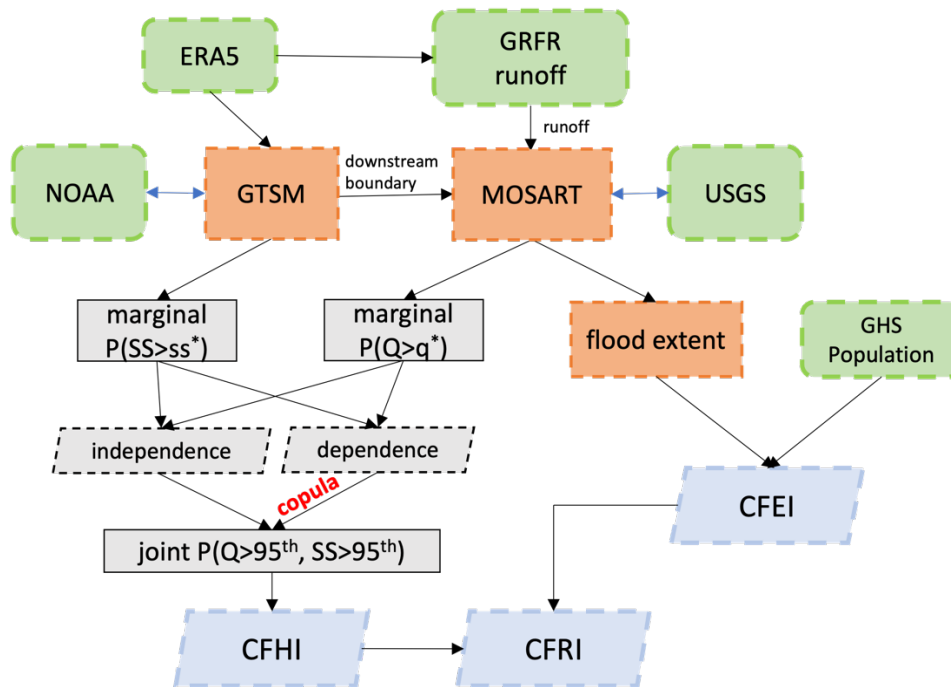 ERA5
GRFR
runoff
runoff
NOAA
GTSM
downstream
boundary
MOSART
USGS
marginal
P(SS>ss*)
marginal
P(Q>q*)
flood extent
GHS
Population
independence
dependence
copula
CFEI
joint P(Q>95th, SS>95th)
CFHI
CFRI